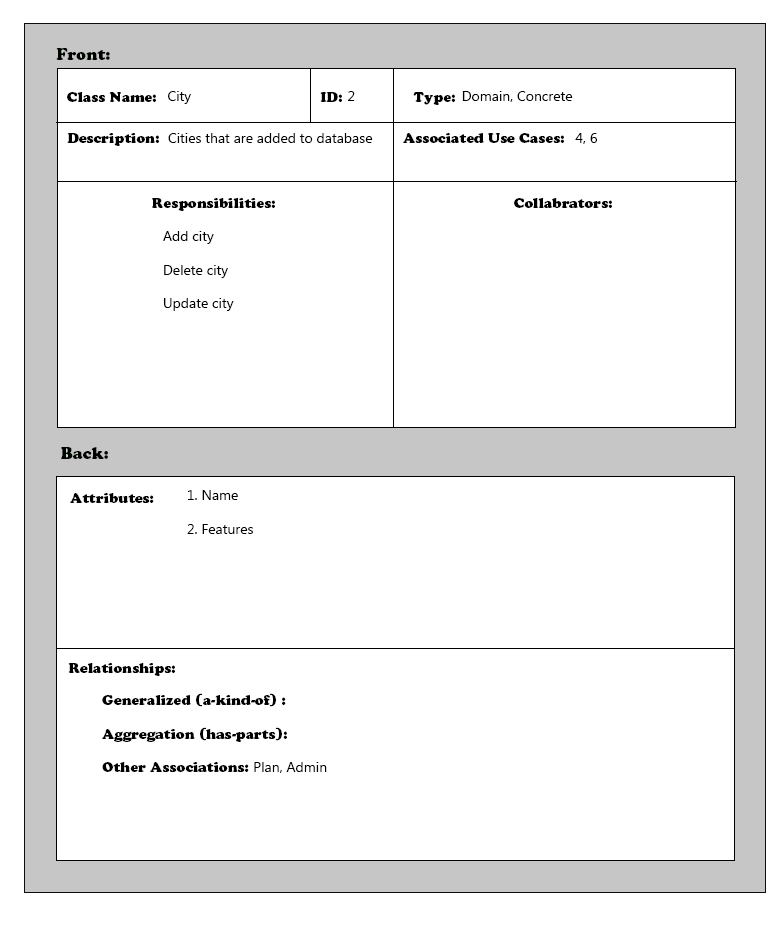 Front:
Class Name: City
ID: 2
Type: Domain, Concrete
Description: Cities that are added to database
Associated Use Cases: 4, 6
Responsibilities:
Add city
Delete city
Update city
Collabrators:
Back:
Attributes: 1. Name
2. Features
Relationships:
Generalized (a-kind-of) :
Aggregation (has-parts):
Other Associations: Plan, Admin